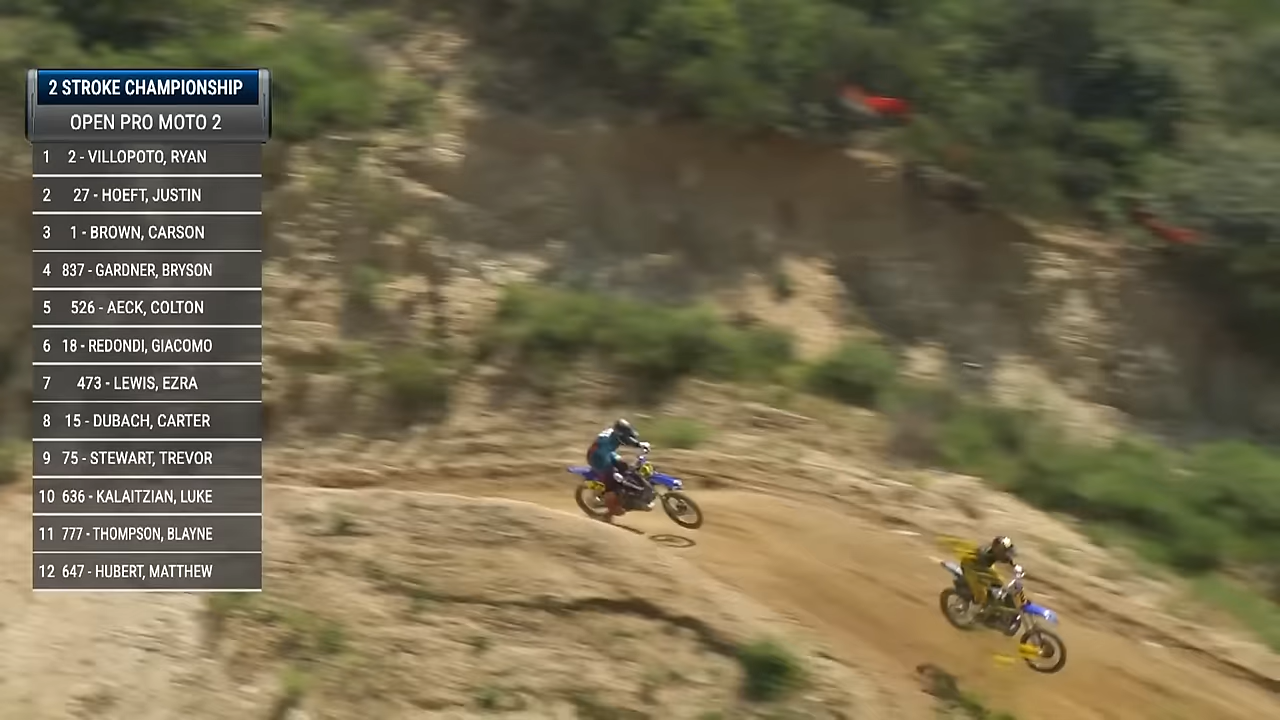 2 STROKE CHAMPIONSHIP
OPEN PRO MOTO 2
1 2 - VILLOPOTO, RYAN
2 27 - HOEFT, JUSTIN
3 1 - BROWN, CARSON
4 837 - GARDNER, BRYSON
5 526 - AECK, COLTON
6 18 - REDONDI, GIACOMO
7 473 - LEWIS, EZRA
8 15 - DUBACH, CARTER
9 75 - STEWART, TREVOR
10 636 - KALAITZIAN, LUKE
11 777 - THOMPSON, BLAYNE
12 647 - HUBERT, MATTHEW